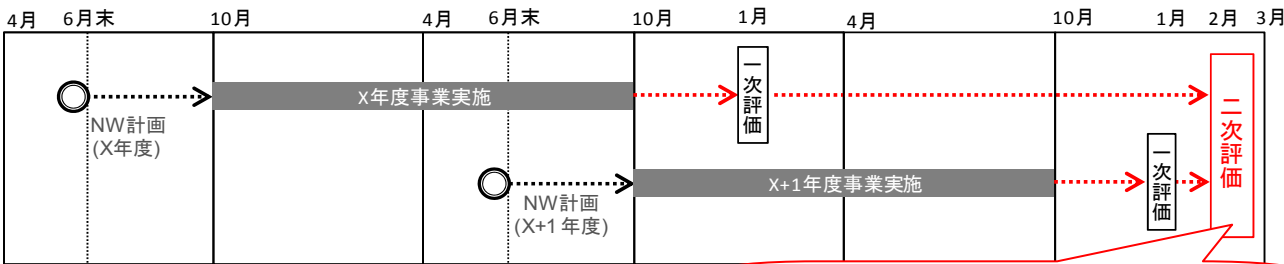 4月 6月末 10月 4月 6月末 10月 1月 4月 10月 1月 2月 3月
X年度事業実施
一次評価
NW計画
(X年度)
二次評価
X+1年度事業実施
一次評価
NW計画
(X+1年度)